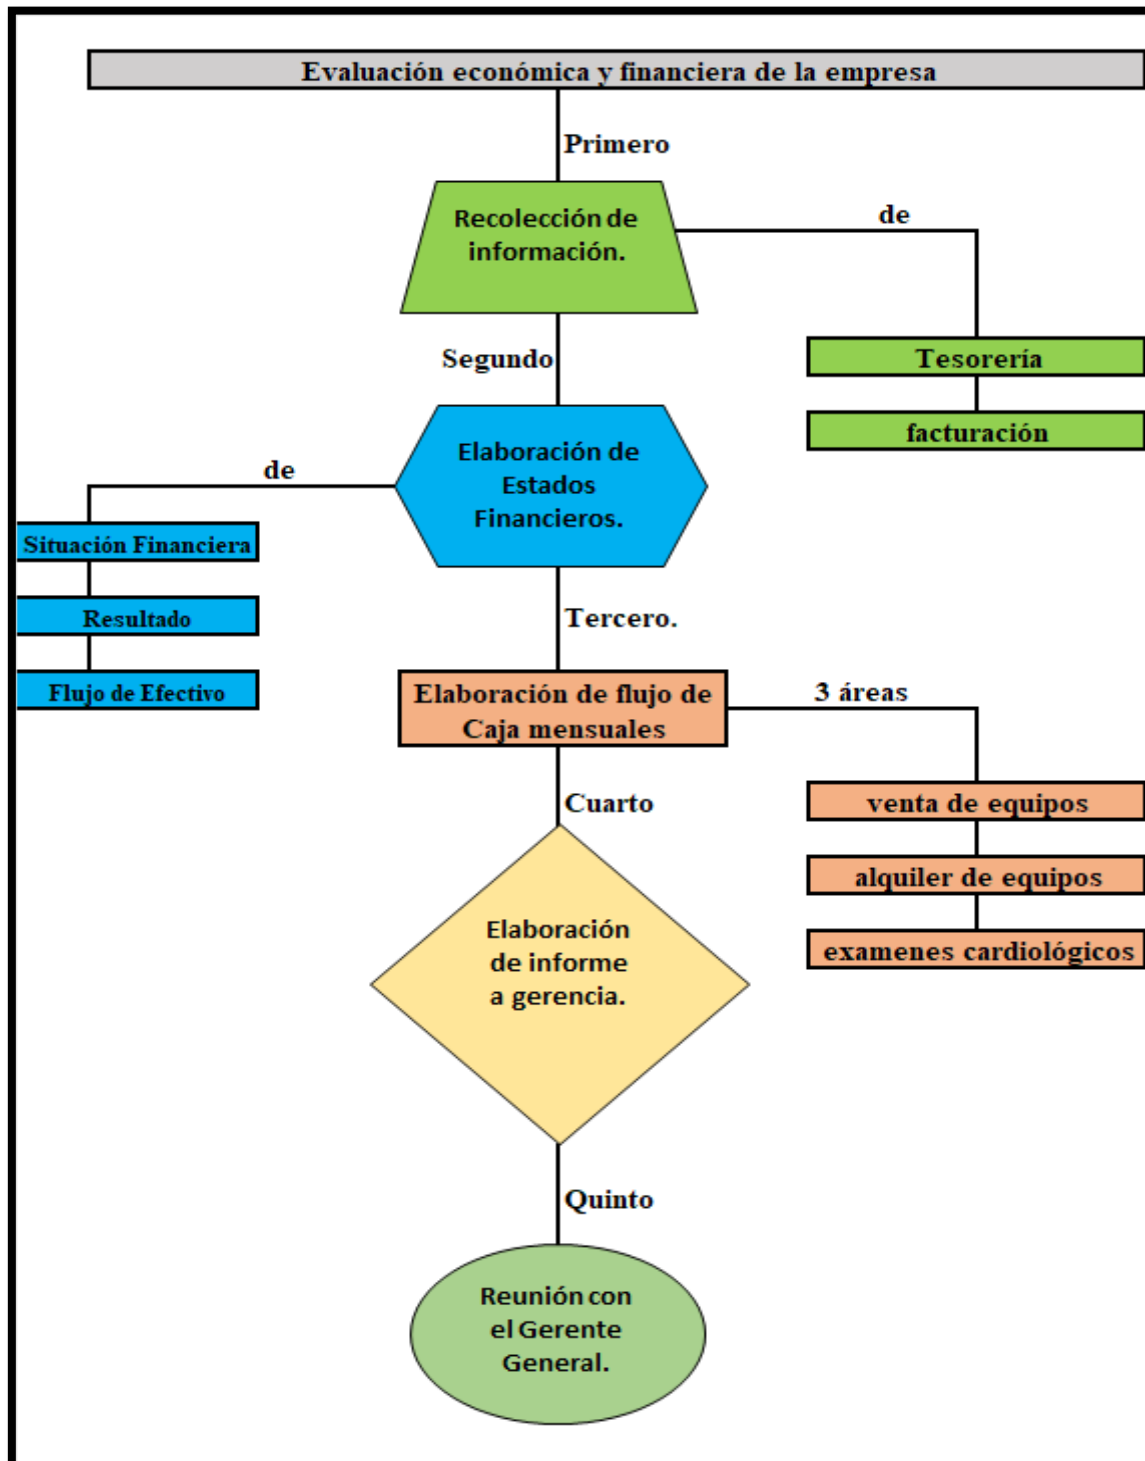 Evaluación económica y financiera de la empresa
Primero
Recolección de
información.
de
Tesorería
facturación
Segundo
Elaboración de
Estados
Financieros.
de
Situación Financiera
Resultado
Flujo de Efectivo
Tercero.
Elaboración de flujo de
Caja mensuales
3 áreas
venta de equipos
alquiler de equipos
examenes cardiológicos
Cuarto
Elaboración
de informe
a gerencia.
Quinto
Reunión con
el Gerente
General.